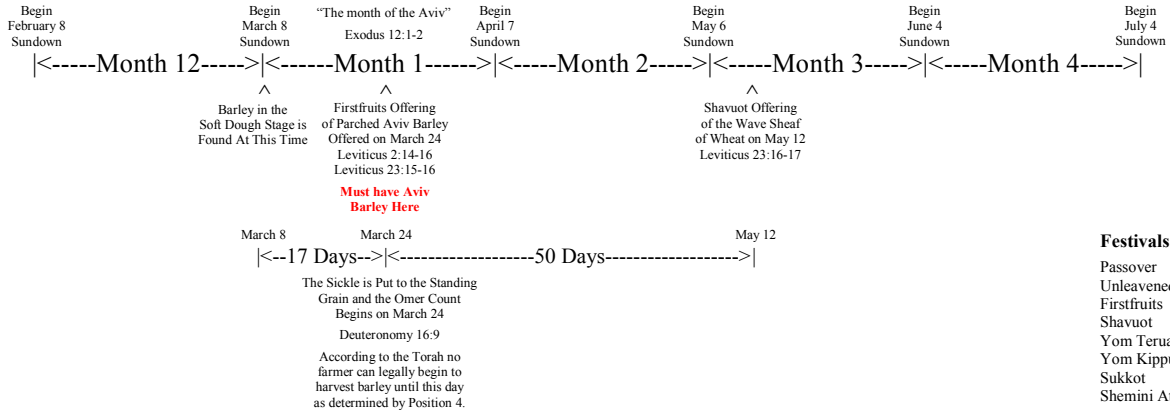 Begin
February 8
Sundown
Begin
March 8
Sundown
“The month of the Aviv”
Exodus 12:1-2
Begin
April 7
Sundown
Begin
May 6
Sundown
Begin
June 4
Sundown
Begin
July 4
Sundown
|<-----Month 12----->|<------Month 1------>|<-----Month 2----->|<-----Month 3----->|<-----Month 4----->|
^
Barley in the
Soft Dough Stage is
Found At This Time
^
Firstfruits Offering
of Parched Aviv Barley
Offered on March 24
Leviticus 2:14-16
Leviticus 23:15-16
Must have Aviv
Barley Here
^
Shavuot Offering
of the Wave Sheaf
of Wheat on May 12
Leviticus 23:16-17
March 8 March 24 May 12
|<--17 Days-->|<-------------------50 Days------------------->|
The Sickle is Put to the Standing
Grain and the Omer Count
Begins on March 24
Deuteronomy 16:9
According to the Torah no
farmer can legally begin to
harvest barley until this day
as determined by Position 4.
Festivals
Passover
Firstfruits
Shavuot
Yom
Yom
Sukkot
Shemini